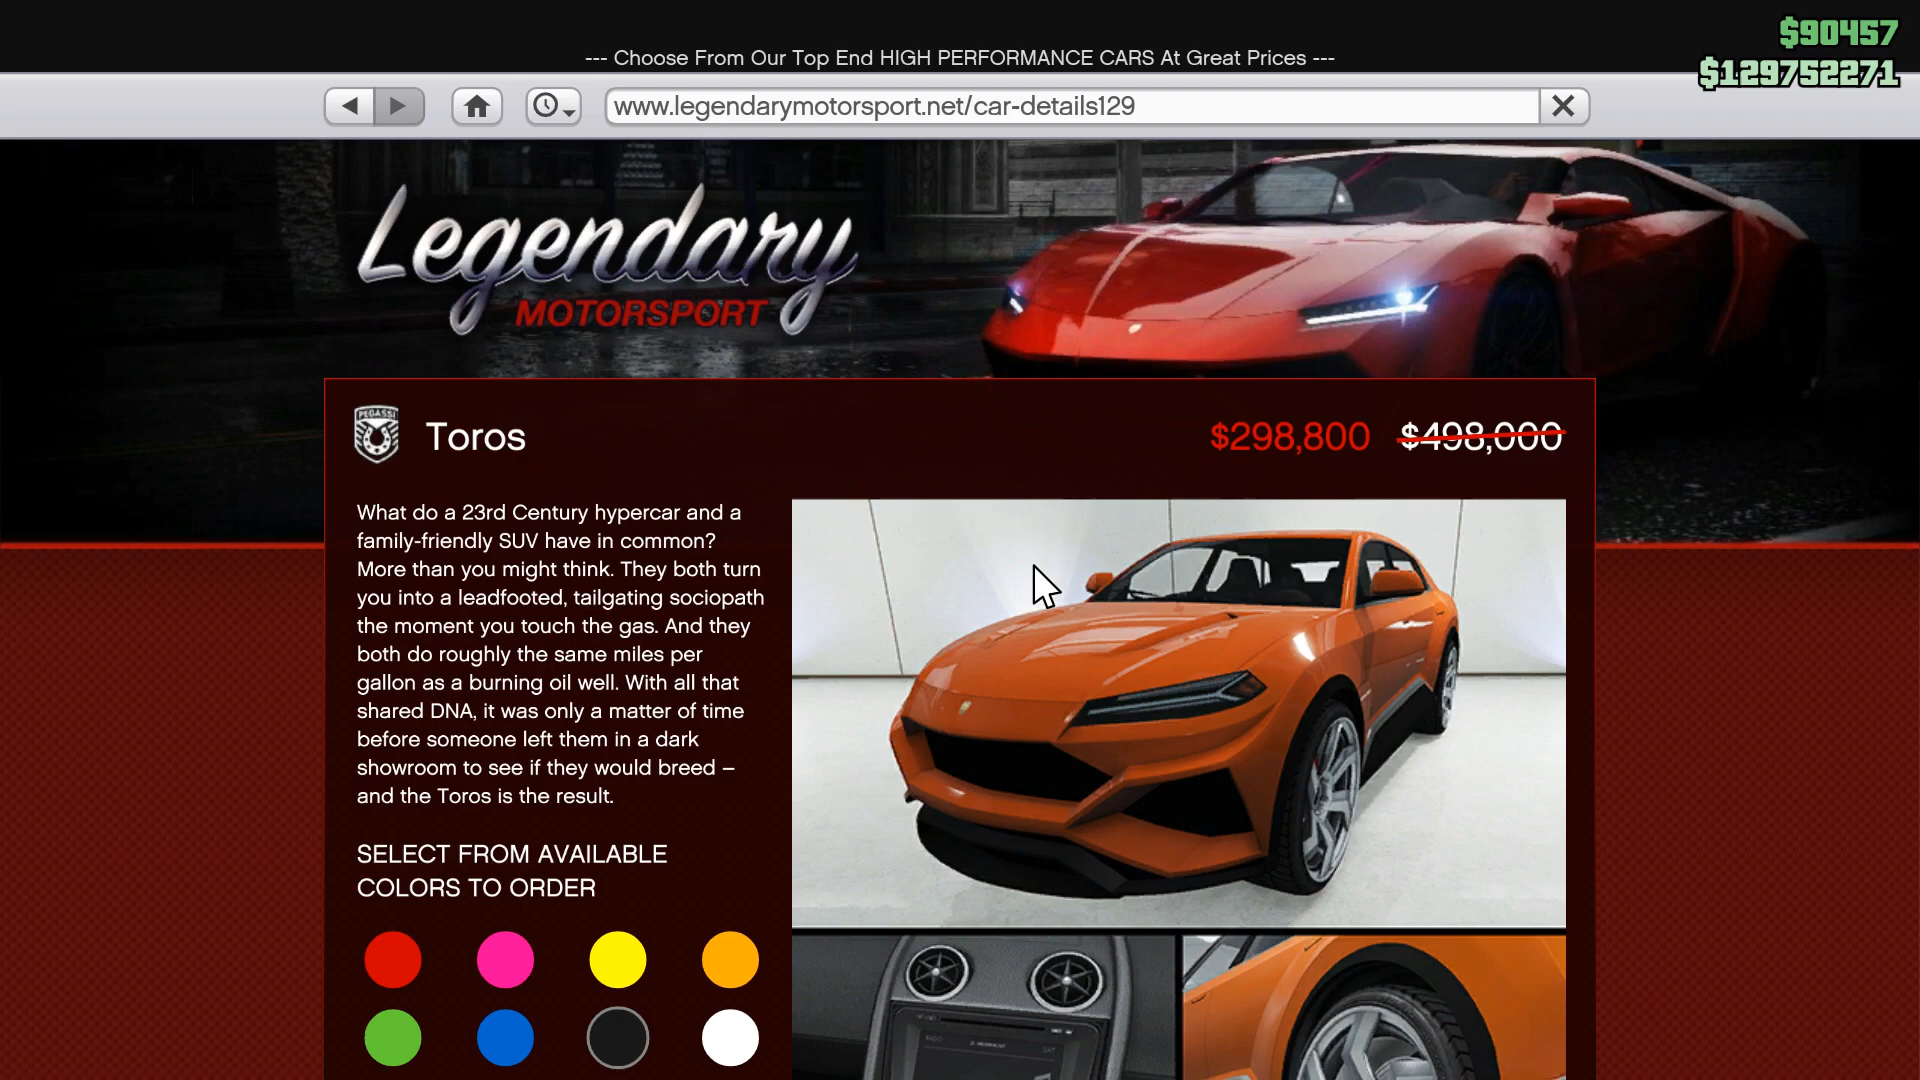 $90457
--- Choose From Our Top End HIGH PERFORMANCE CARS At Great Prices ---
$129752271
www.legendarymotorsport.net/car-details129
Legendary
MOTORSPORT
PEGASSI
Toros
$298,800 $498,000
What do a 23rd Century hypercar and a
family-friendly SUV have in common?
More than you might think. They both turn
you into a leadfooted, tailgating sociopath
the moment you touch the gas. And they
both do roughly the same miles per
gallon as a burning oil well. With all that
shared DNA, it was only a matter of time
before someone left them in a dark
showroom to see if they would breed –
and the Toros is the result.
SELECT FROM AVAILABLE
COLORS TO ORDER